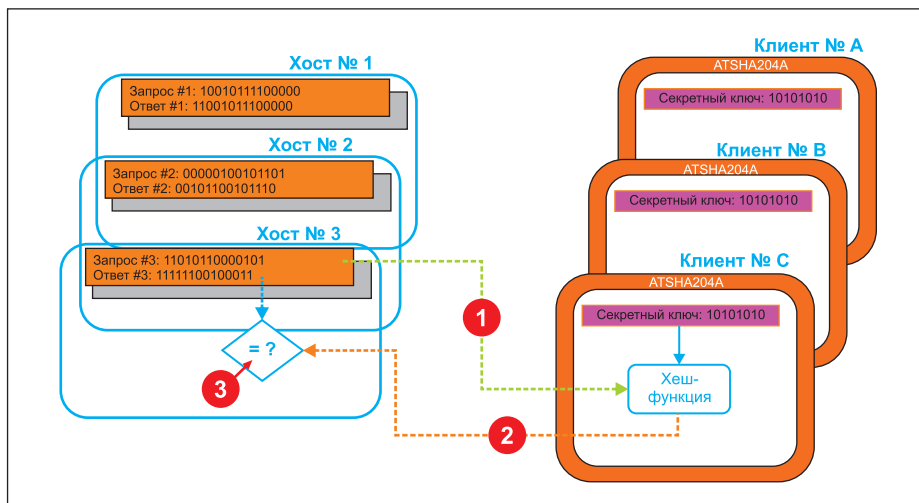 Хост № 1
Запрос #1: 10010111100000
Ответ #1: 11001011100000
Хост № 2
Запрос #2: 00000100101101
Ответ #2: 00101100101110
Хост № 3
Запрос #3: 11010110000101
Ответ #3: 11111100100011
= ?
3
1
2
Клиент № A
ATSHA204A
Секретный ключ: 10101010
Клиент № B
ATSHA204A
Секретный ключ: 10101010
Клиент № C
ATSHA204A
Секретный ключ: 10101010
Хеш-
функция